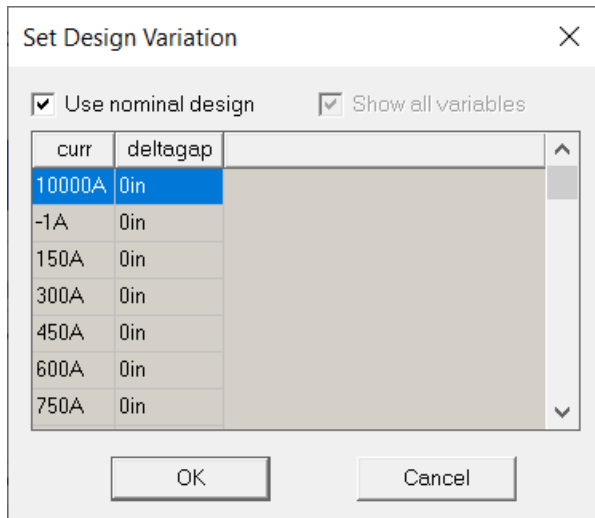 Set Design Variation
Use nominal design Show all variables
curr deltagap
10000A 0in
-1A 0in
150A 0in
300A 0in
450A 0in
600A 0in
750A 0in
OK Cancel